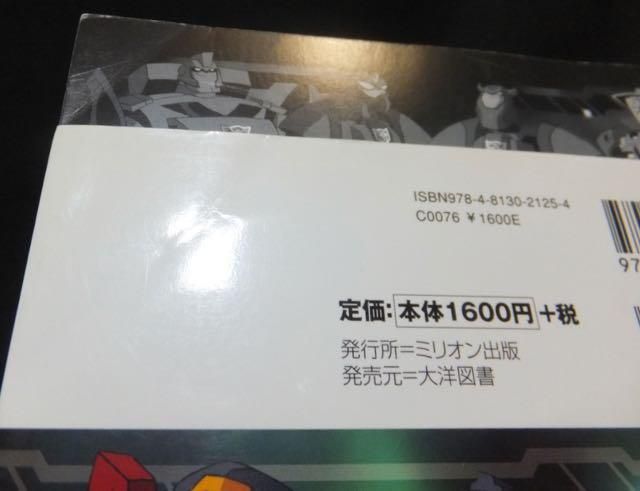 ISBN978-4-8130-2125-4
C0076 ¥1600E
97
定価:本体1600円+税
発行所=ミリオン出版
発売元=大洋図書